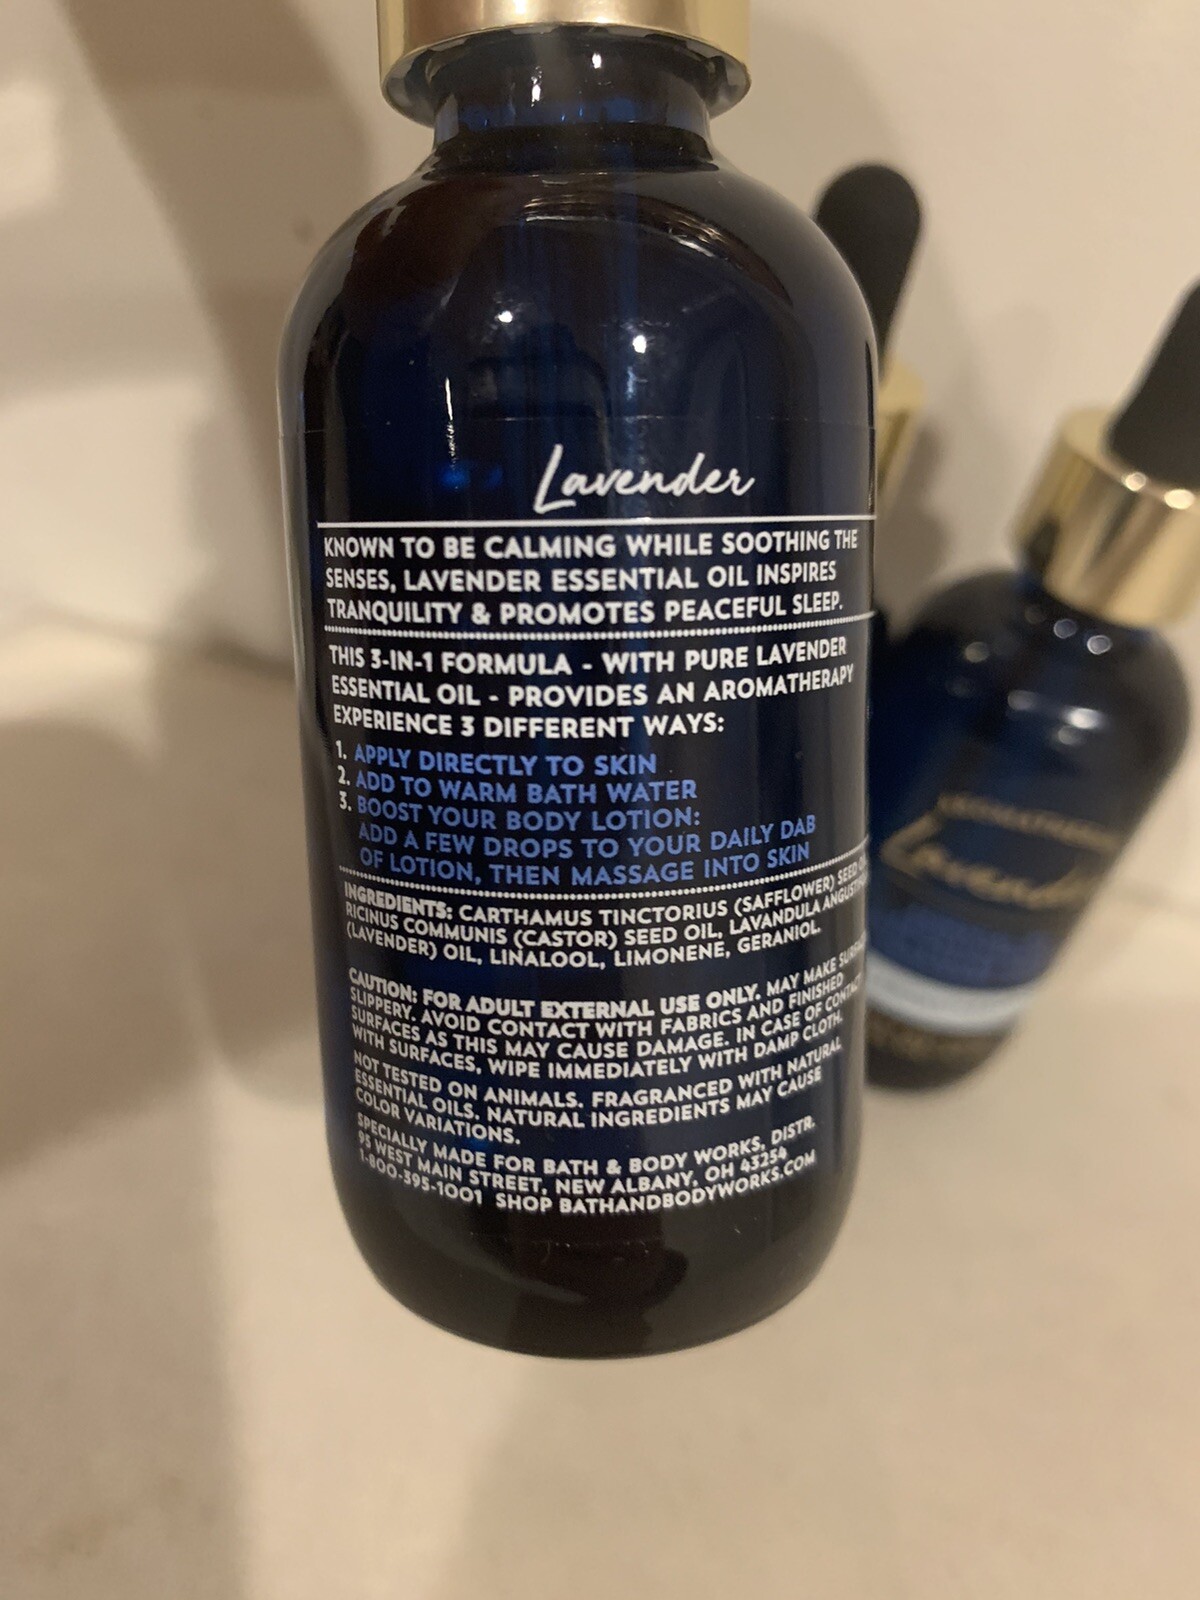 Lavender
KNOWN TO BE CALMING WHILE SOOTHING THE
SENSES, LAVENDER ESSENTIAL OIL INSPIRES
TRANQUILITY & PROMOTES PEACEFUL SLEEP.
THIS 3-IN-1 FORMULA - WITH PURE LAVENDER
ESSENTIAL OIL - PROVIDES AN AROMATHERAPY
EXPERIENCE 3 DIFFERENT WAYS:
1. APPLY DIRECTLY TO SKIN
2. ADD TO WARM BATH WATER
3. BOOST YOUR BODY LOTION:
ADD A FEW DROPS TO YOUR DAILY DAB
OF LOTION, THEN MASSAGE INTO SKIN
INGREDIENTS: CARTHAMUS TINCTORIUS (SAFFLOWER) SEED
RICINUS COMMUNIS (CASTOR) SEED OIL, LAVANDULA
(LAVENDER) OIL, LINALOOL, LIMONENE, GERANIOL.
CAUTION: FOR ADULT EXTERNAL USE ONLY. MAY MAKE
SLIPPERY. AVOID CONTACT WITH FABRICS AND FINISHED
SURFACES AS THIS MAY CAUSE DAMAGE. IN CASE OF CONTACT
WITH SURFACES, WIPE IMMEDIATELY WITH DAMP CLOTH.
NOT TESTED ON ANIMALS. FRAGRANCED WITH NATURAL
ESSENTIAL OILS. NATURAL INGREDIENTS MAY CAUSE
COLOR VARIATIONS.
SPECIALLY MADE FOR BATH & BODY WORKS, DISTR.
95 WEST MAIN STREET, NEW ALBANY, OH 43254
1-800-395-1001 SHOP BATHANDBODYWORKS.COM
AROMATHERAPY
Lavender